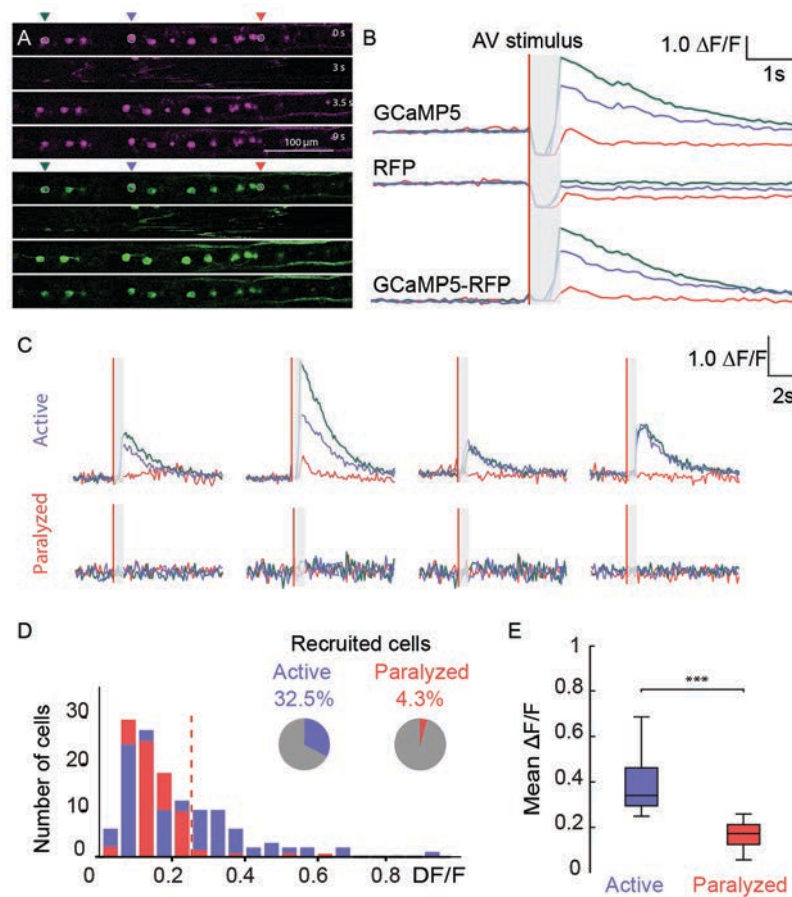 A
0 s
3 s
3.5 s
9 s
100 µm
B
AV stimulus
1.0 ΔF/F
1s
GCaMP5
RFP
GCaMP5-RFP
C
1.0 ΔF/F
2s
Active
Paralyzed
D
Recruited cells
Active
Paralyzed
32.5%
4.3%
Number of cells
30
20
10
0
0
0.2
0.4
0.6
0.8
DF/F
E
***
Mean ΔF/F
1
0.8
0.6
0.4
0.2
0
Active
Paralyzed